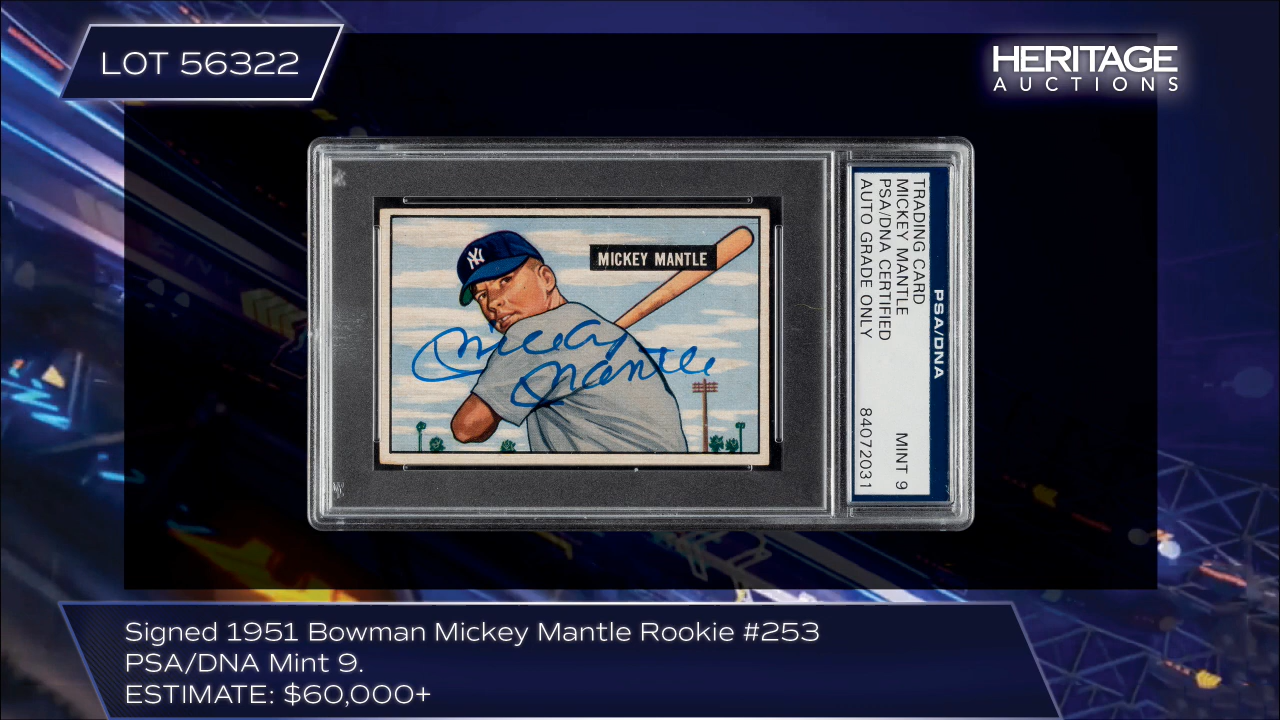 LOT 56322
HERITAGE
AUCTIONS
NY
MICKEY MANTLE
Mickey
Mantle
PSA/DNA
TRADING CARD
MICKEY MANTLE
PSA/DNA CERTIFIED
MINT 9
AUTO GRADE ONLY
84072031
Signed 1951 Bowman Mickey Mantle Rookie #253
PSA/DNA Mint 9.
ESTIMATE: $60,000+